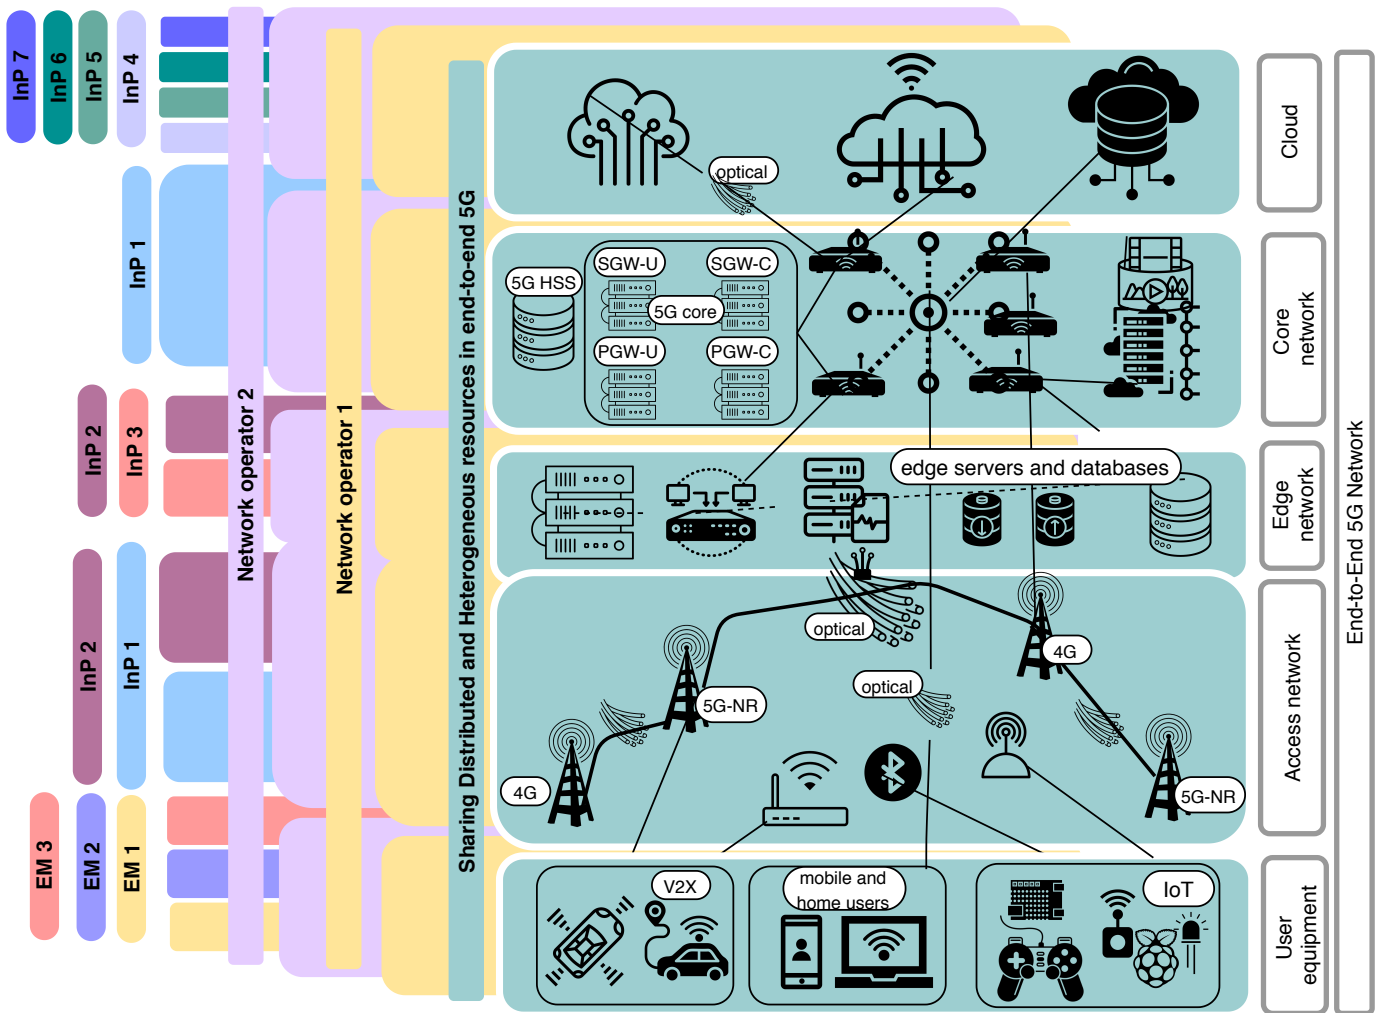 InP 7
InP 6
InP 5
InP 4
InP 1
InP 2
InP 3
InP 2
InP 1
EM 3
EM 2
EM 1
Network operator 2
Network operator 1
Sharing Distributed and Heterogeneous resources in end-to-end 5G
optical
Cloud
5G HSS
SGW-U
SGW-C
5G core
PGW-U
PGW-C
Core
network
edge servers and databases
Edge
network
optical
4G
optical
5G-NR
4G
5G-NR
Access network
V2X
mobile and
home users
IoT
User
equipment
End-to-End 5G Network